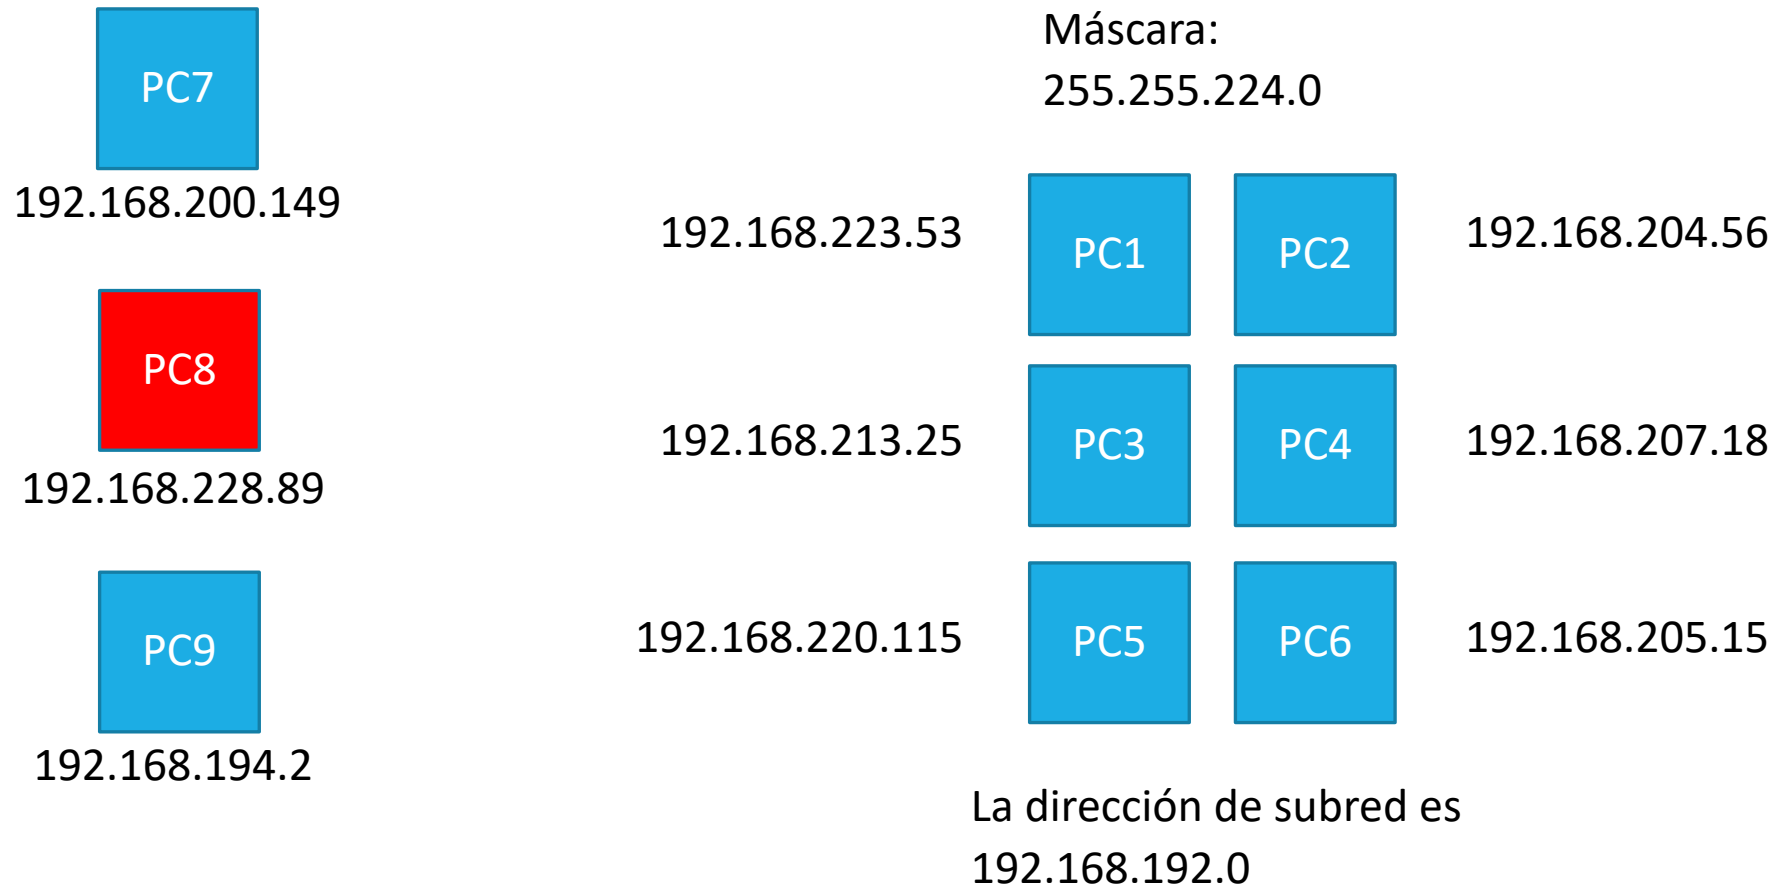 PC7
192.168.200.149
PC8
192.168.228.89
PC9
192.168.194.2
Máscara:
255.255.224.0
192.168.223.53
PC1
PC2
192.168.204.56
192.168.213.25
PC3
PC4
192.168.207.18
192.168.220.115
PC5
PC6
192.168.205.15
La dirección de subred es
192.168.192.0